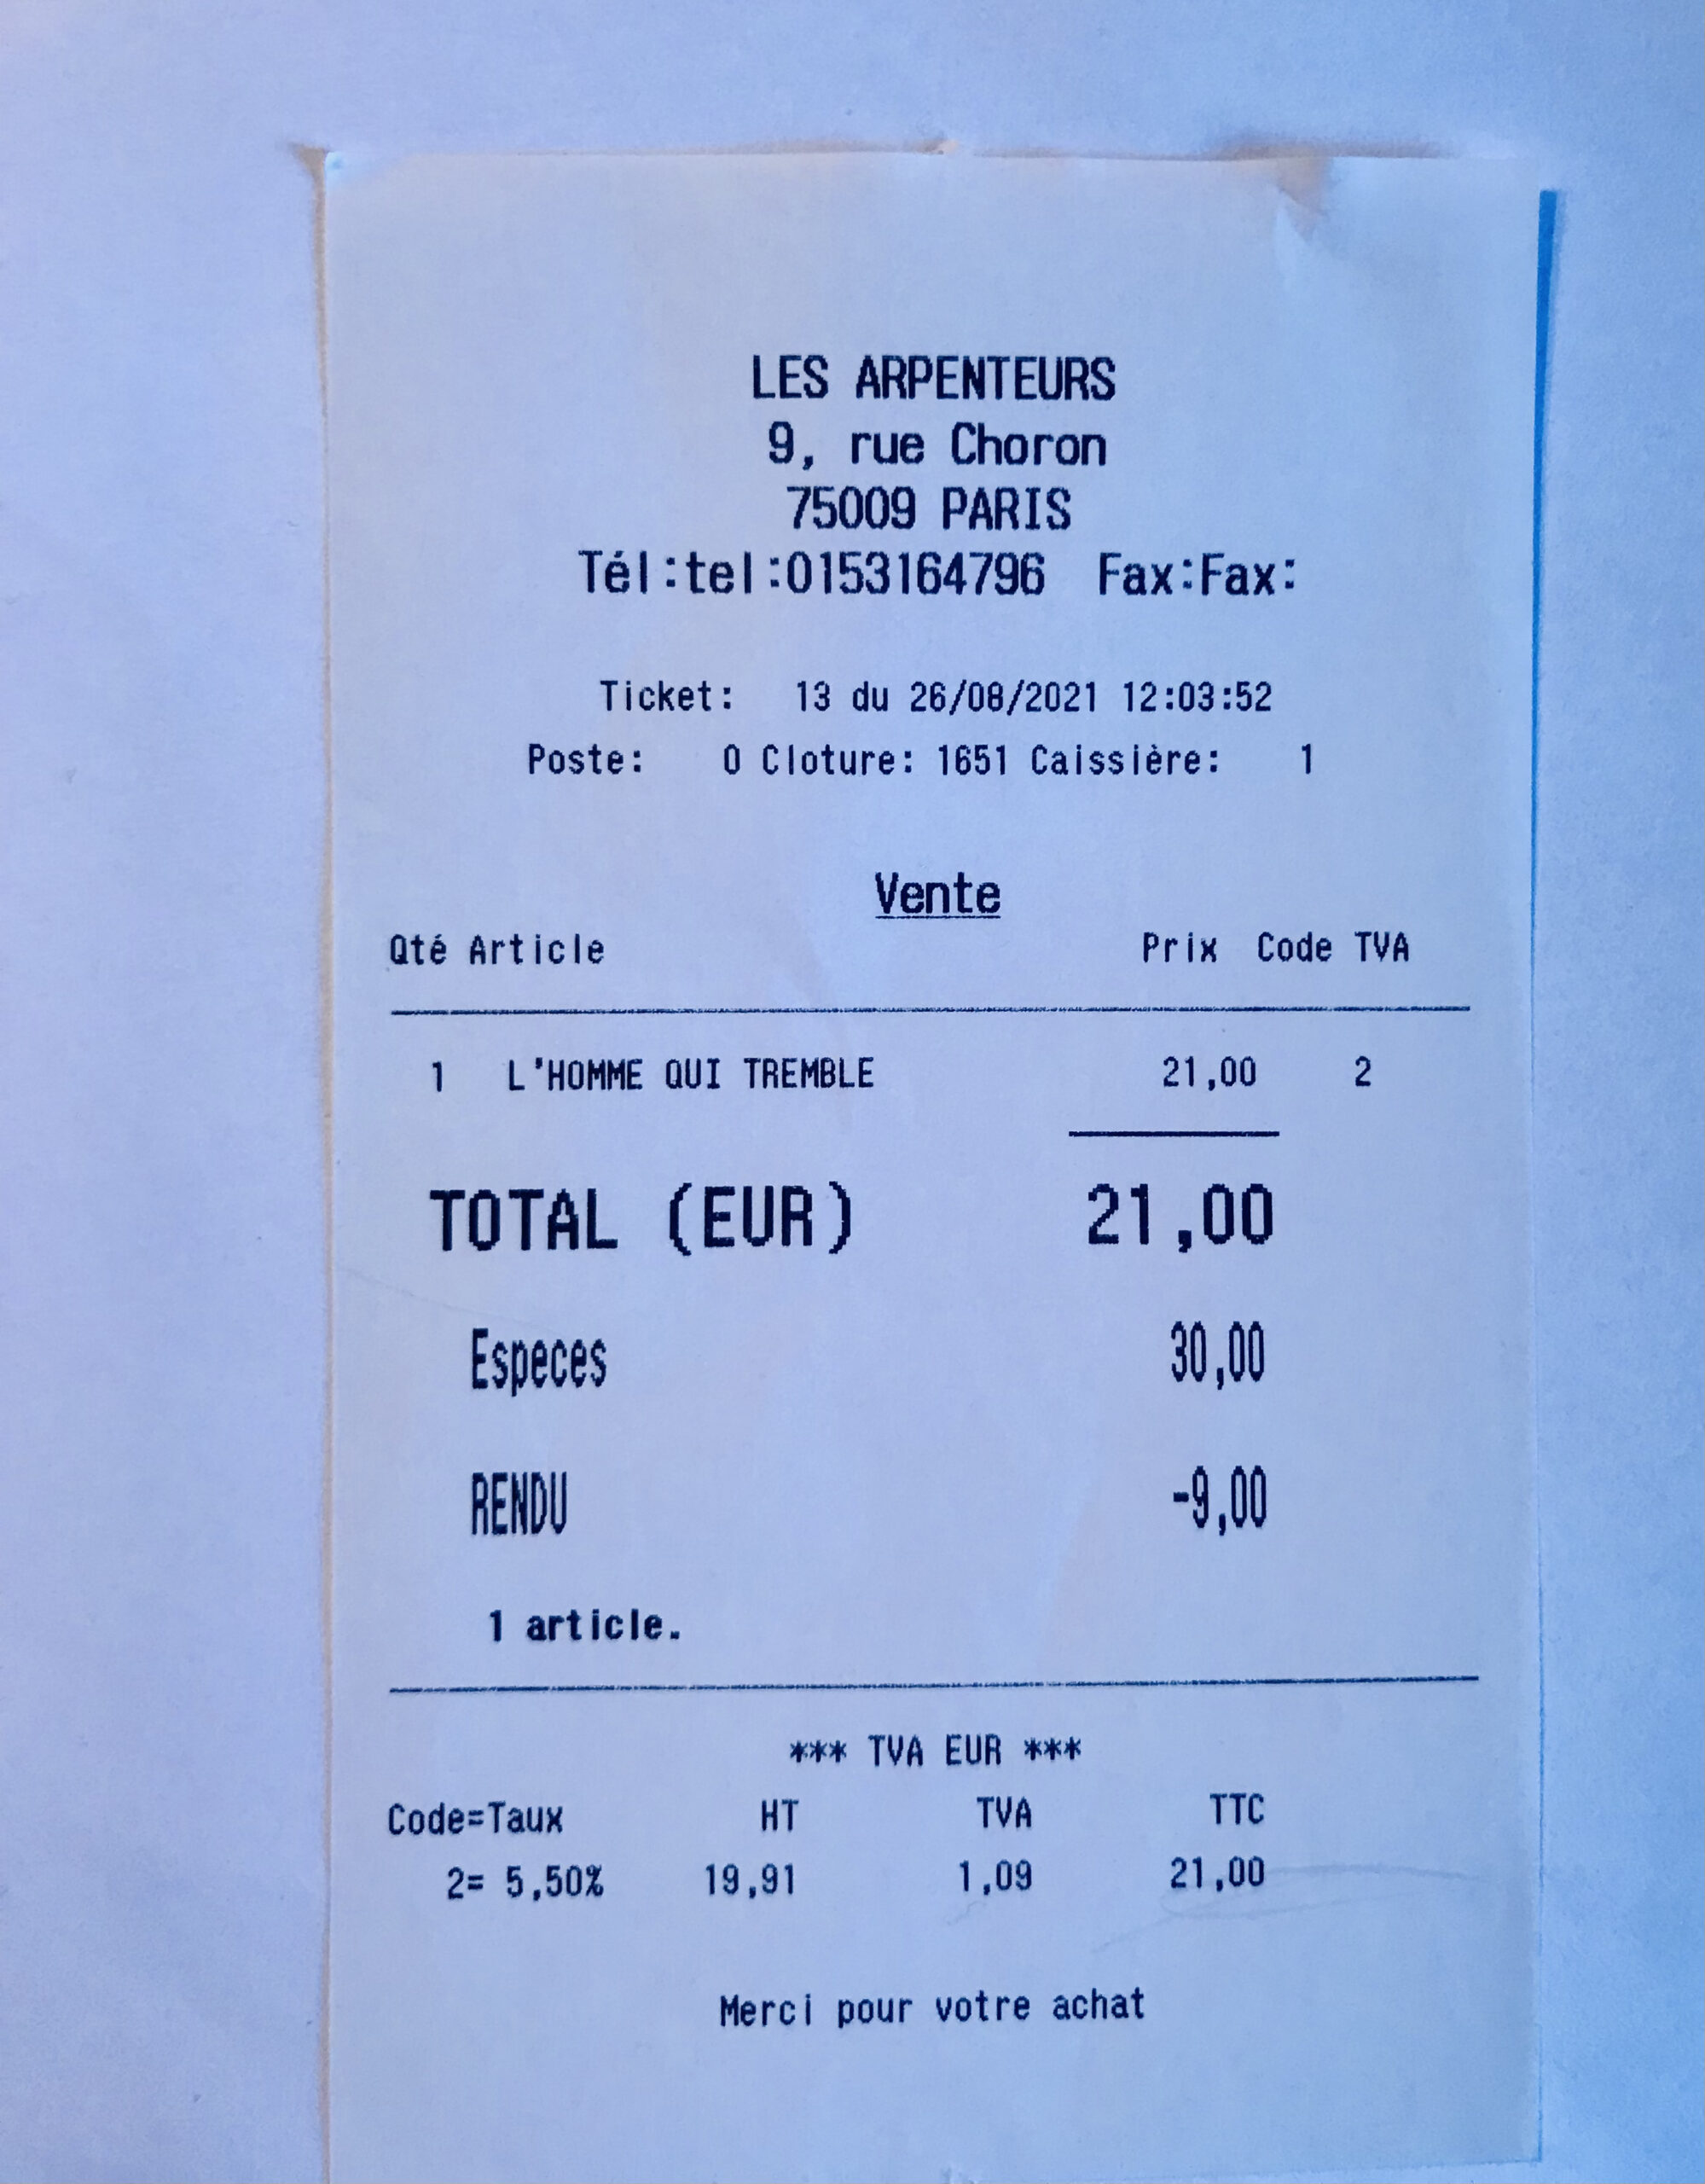 LES ARPENTEURS
9, rue Choron
75009 PARIS
Tél:tel:0153164796 Fax:Fax:
Ticket: 13 du 26/08/2021 12:03:52
Poste: 0 Cloture: 1651 Caissière: 1
Vente
Qté Article Prix Code TVA
1 L'HOMME QUI TREMBLE 21,00 2
TOTAL (EUR) 21,00
Especes 30,00
RENDU -9,00
1 article.
*** TVA EUR ***
Code=Taux HT TVA TTC
2= 5,50% 19,91 1,09 21,00
Merci pour votre achat